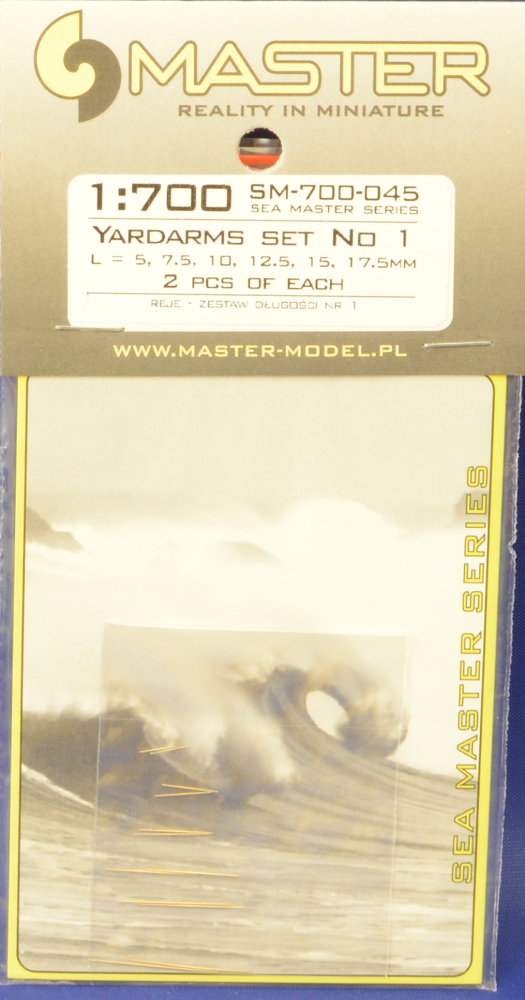 MASTER
REALITY IN MINIATURE
1:700
SM-700-045
SEA MASTER SERIES
YARDARMS SET NO 1
L = 5, 7.5, 10, 12.5, 15, 17.5MM
2 PCS OF EACH
REJE - ZESTAW DŁUGOŚCI NR 1
WWW.MASTER-MODEL.PL
SEA MASTER SERIES